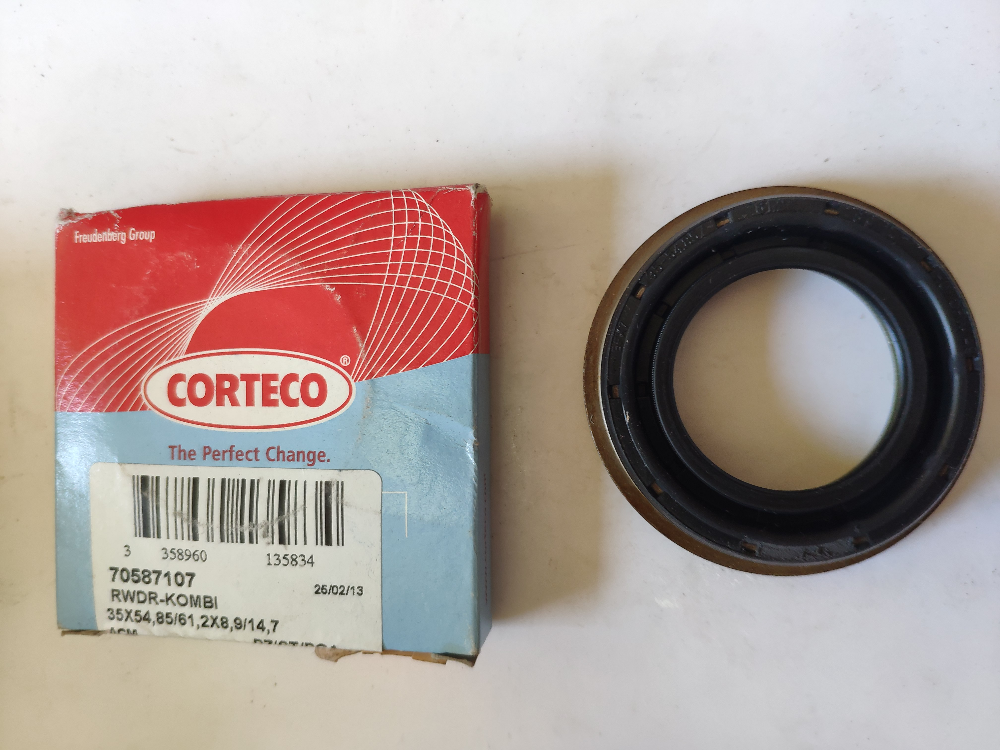 Freudenberg Group
CORTECO®
The Perfect Change.
3 358960 135834
70587107
26/02/13
RWDR-KOMBI
35X54,85/61,2X8,9/14,7